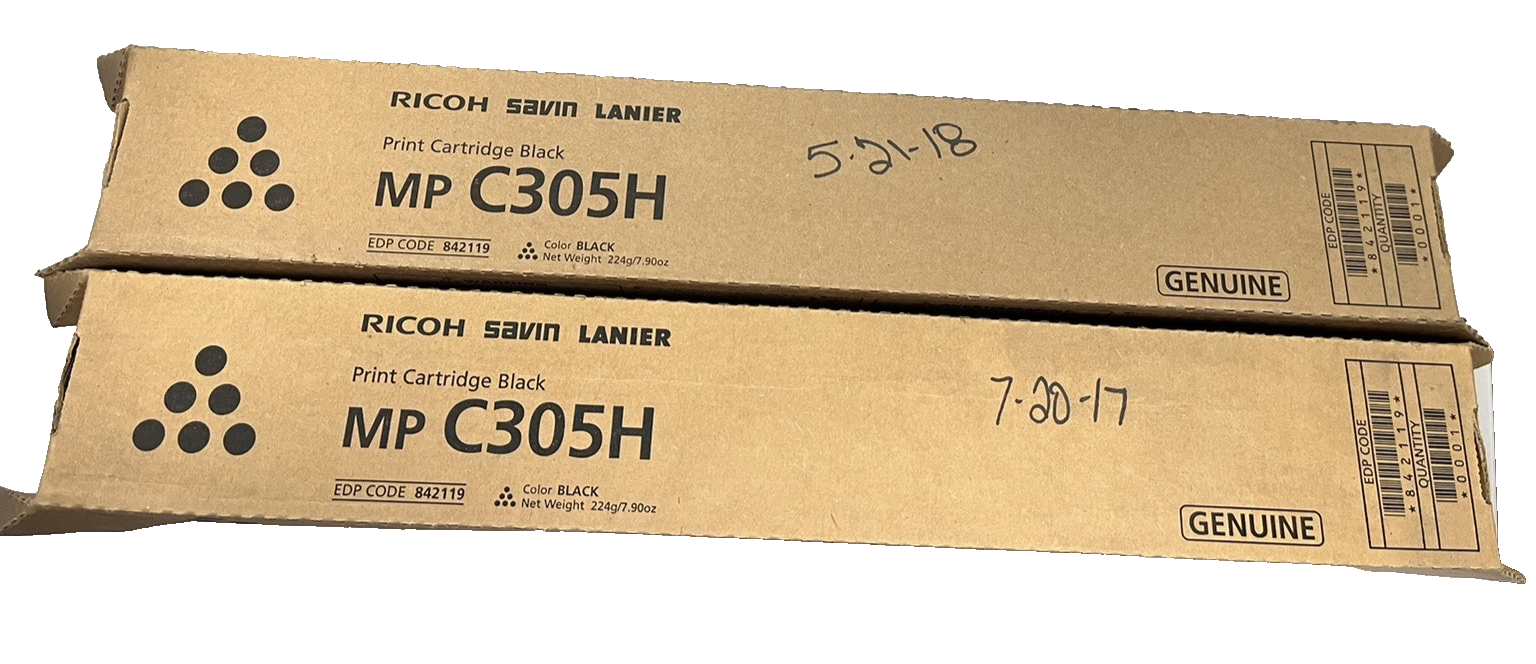 RICOH savin LANIER
Print Cartridge Black
MP C305H
5-21-18
EDP CODE 842119
Color BLACK
Net Weight 224g/7.90oz
GENUINE
EDP CODE
*842119*
QUANTITY
*0001*
RICOH savin LANIER
Print Cartridge Black
MP C305H
7-20-17
EDP CODE 842119
Color BLACK
Net Weight 224g/7.90oz
GENUINE
EDP CODE
*842119*
QUANTITY
*0001*